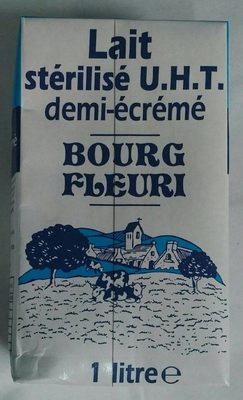 Lait
stérilisé U.H.T.
demi-écrémé
BOURG
FLEURI
1 litre e